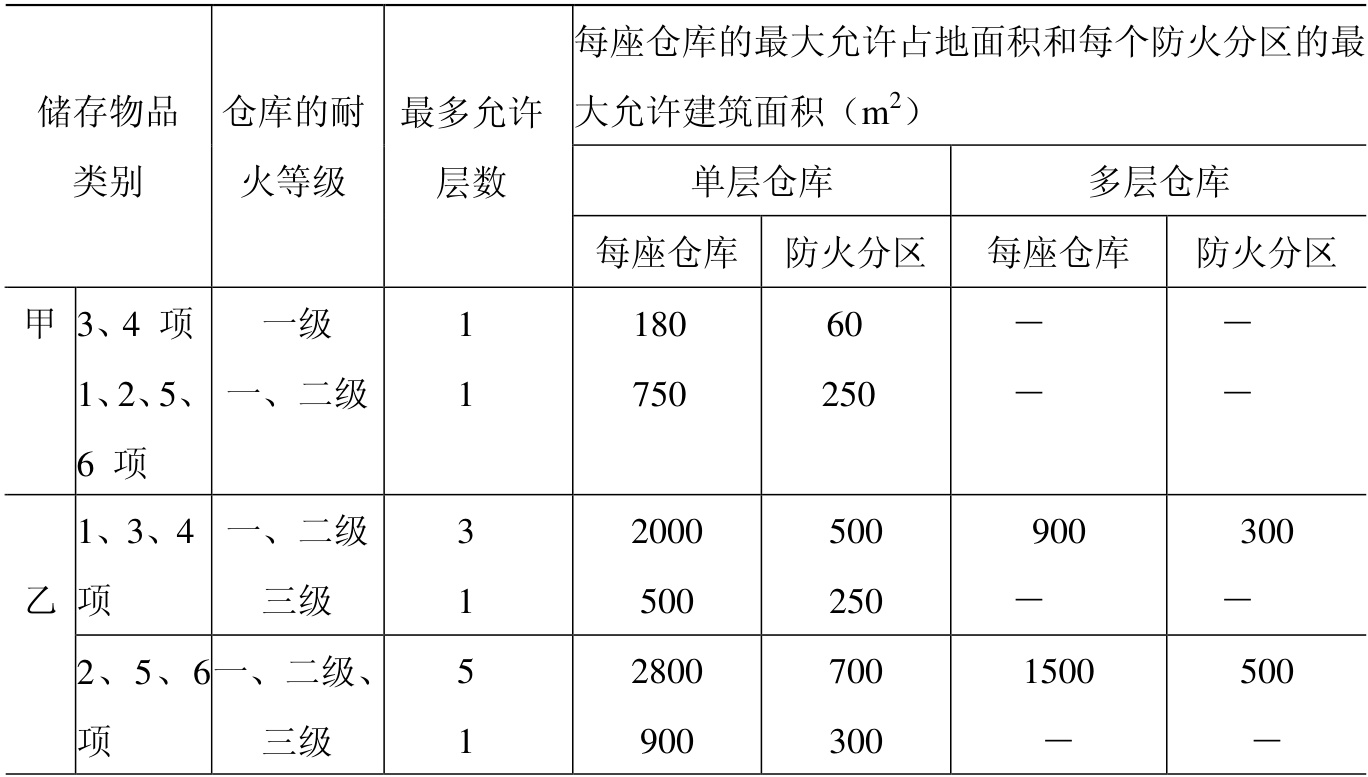 每座仓库的最大允许占地面积和每个防火分区的最
储存物品 仓库的耐 最多允许 大允许建筑面积（m²）
类别 火等级 层数 单层仓库 多层仓库
每座仓库 防火分区 每座仓库 防火分区
甲 3、4 项 一级 1 180 60 － －
1、2、5、 一、二级 1 750 250 － －
6 项
1、3、4 一、二级 3 2000 500 900 300
乙 项 三级 1 500 250 － －
2、5、6 一、二级、 5 2800 700 1500 500
项 三级 1 900 300 － －